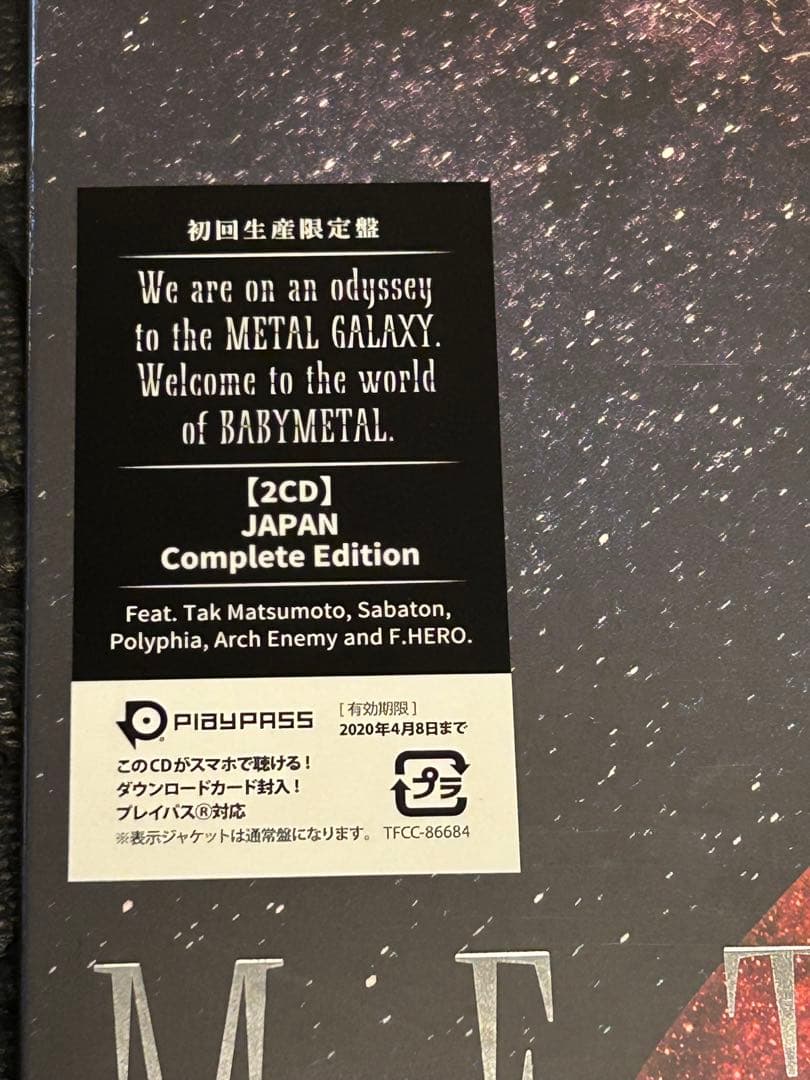 初回生産限定盤
We are on an odyssey
to the METAL GALAXY.
Welcome to the world
of BABYMETAL.
【2CD】
JAPAN
Complete Edition
Feat. Tak Matsumoto, Sabaton,
Polyphia, Arch Enemy and F.HERO.
PlayPASS
[有効期限]
2020年4月8日まで
このCDがスマホで聴ける!
ダウンロードカード封入!
プレイパス®対応
プラ
※表示ジャケットは通常盤になります。 TFCC-86684
M E T